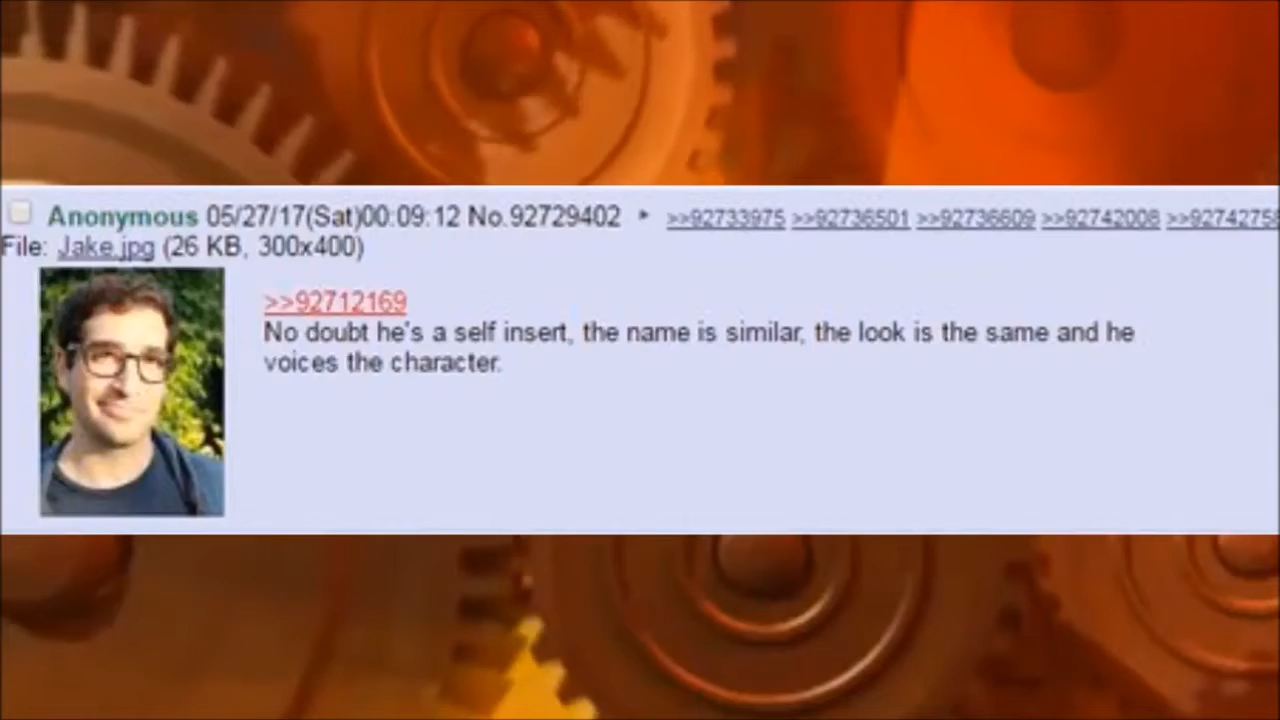 Anonymous 05/27/17(Sat)00:09:12 No.92729402 ▸ >>92733975 >>92736501 >>92736609 >>92742008 >>9274275
File: Jake.jpg (26 KB, 300x400)
>>92712169
No doubt he's a self insert, the name is similar, the look is the same and he
voices the character.